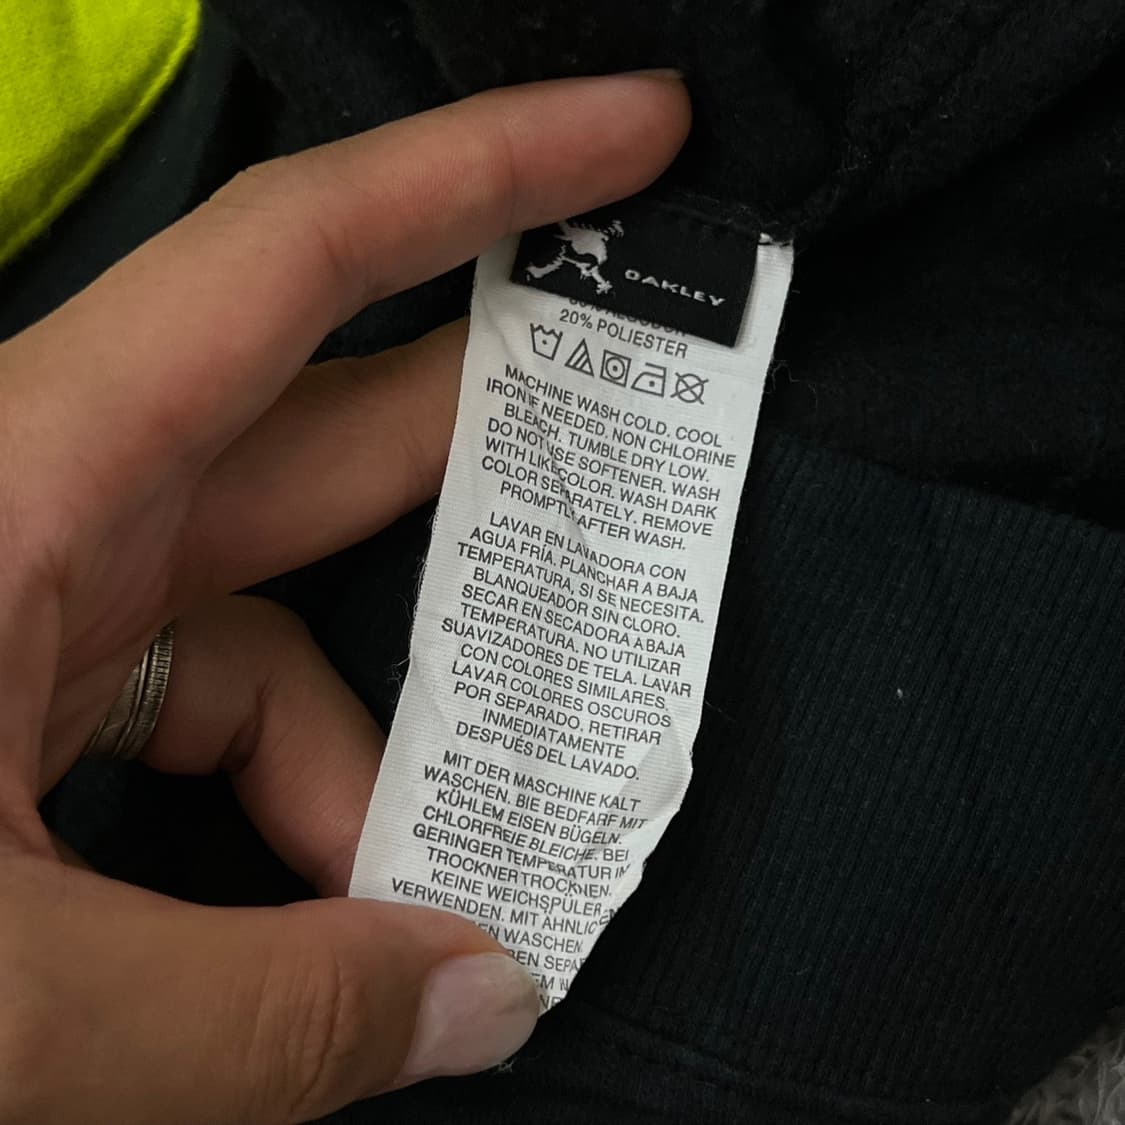 OAKLEY
20% POLIESTER
MACHINE WASH COLD. COOL
IRON IF NEEDED. NON CHLORINE
BLEACH. TUMBLE DRY LOW.
DO NOT USE SOFTENER. WASH
WITH LIKE COLOR. WASH DARK
COLOR SEPARATELY. REMOVE
PROMPTLY AFTER WASH.
LAVAR EN LAVADORA CON
AGUA FRÍA. PLANCHAR A BAJA
TEMPERATURA, SI SE NECESITA.
BLANQUEADOR SIN CLORO.
SECAR EN SECADORA A BAJA
TEMPERATURA. NO UTILIZAR
SUAVIZADORES DE TELA. LAVAR
CON COLORES SIMILARES.
LAVAR COLORES OSCUROS
POR SEPARADO. RETIRAR
INMEDIATAMENTE
DESPUÉS DEL LAVADO.
MIT DER MASCHINE KALT
WASCHEN. BIE BEDFARF MIT
KÜHLEM EISEN BÜGELN.
CHLORFREIE BLEICHE. BEI
GERINGER TEMPERATUR IM
TROCKNER TROCKNEN.
KEINE WEICHSPÜLER
VERWENDEN. MIT
WASCHEN.